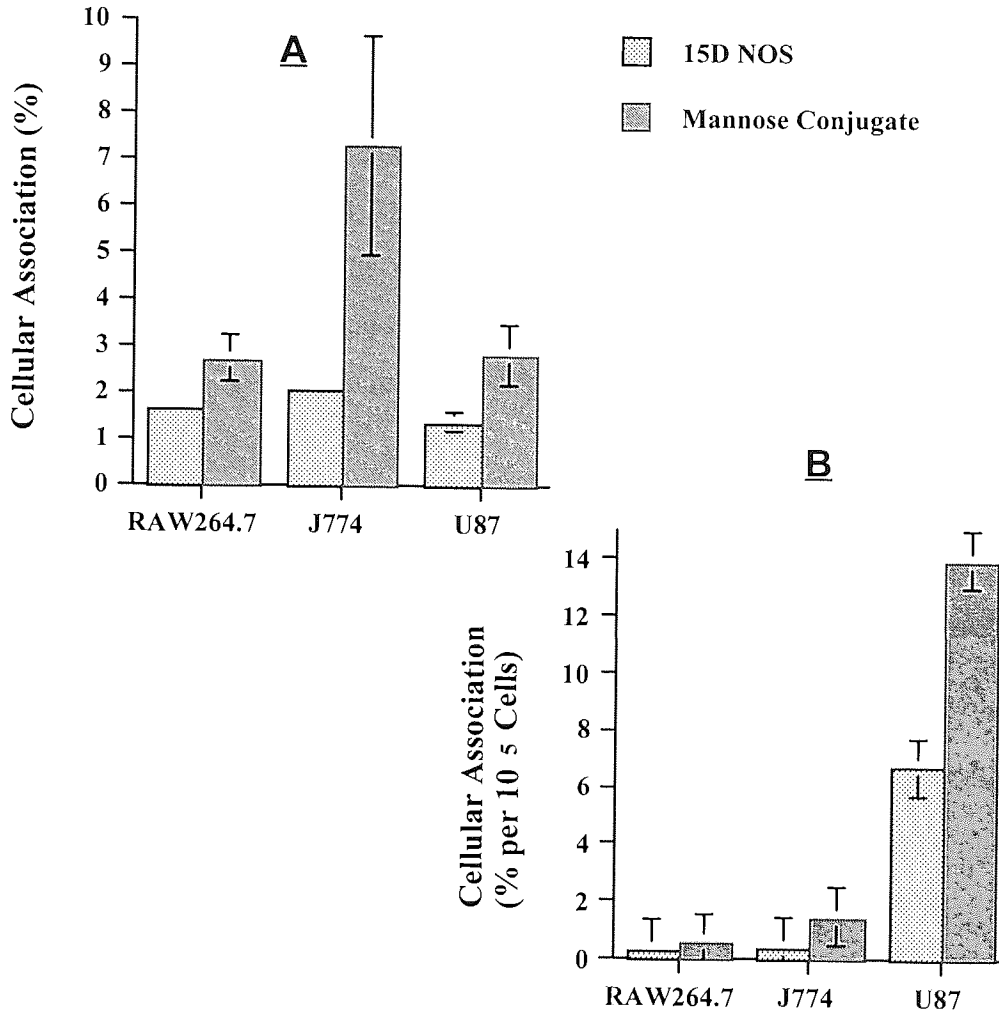 A
10
9
8
7
6
5
4
3
2
1
0
Cellular Association (%)
RAW264.7 J774 U87
15D NOS
Mannose Conjugate
B
14
12
10
8
6
4
2
0
Cellular Association
(% per 10 5 Cells)
RAW264.7 J774 U87